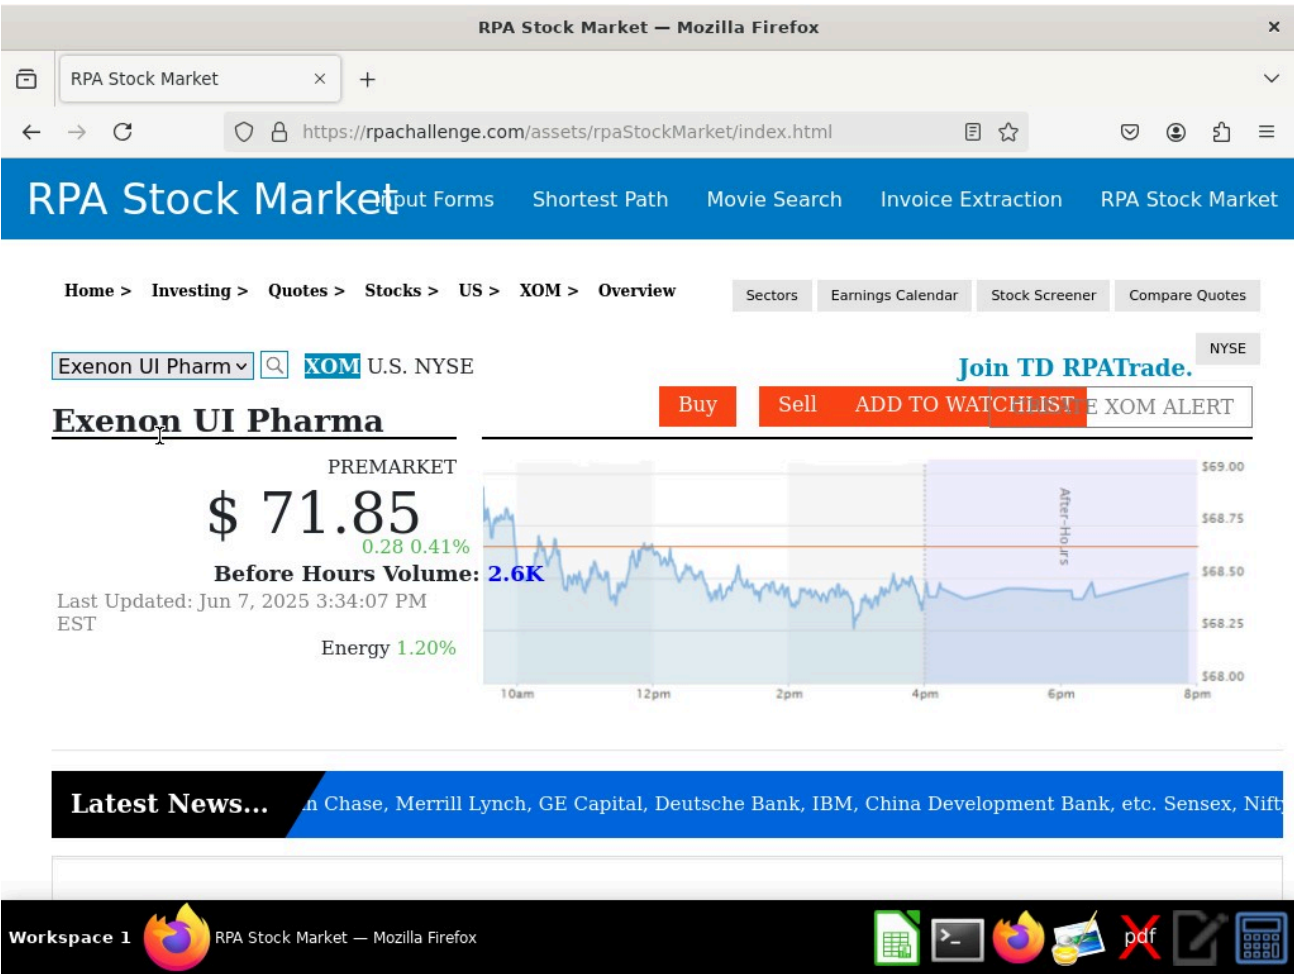 RPA Stock Market — Mozilla Firefox
RPA Stock Market
https://rpachallenge.com/assets/rpaStockMarket/index.html
RPA Stock Market Input Forms Shortest Path Movie Search Invoice Extraction RPA Stock Market
Home > Investing > Quotes > Stocks > US > XOM > Overview
Sectors Earnings Calendar Stock Screener Compare Quotes
NYSE
Exenon UI Pharm XOM U.S. NYSE
Join TD RPATrade.
Buy Sell ADD TO WATCHLIST CREATE XOM ALERT
Exenon UI Pharma
PREMARKET
$ 71.85
0.28 0.41%
Before Hours Volume: 2.6K
Last Updated: Jun 7, 2025 3:34:07 PM
EST
Energy 1.20%
$69.00
$68.75
$68.50
$68.25
$68.00
After-Hours
10am 12pm 2pm 4pm 6pm 8pm
Latest News... n Chase, Merrill Lynch, GE Capital, Deutsche Bank, IBM, China Development Bank, etc. Sensex, Nifty
Workspace 1 RPA Stock Market — Mozilla Firefox
pdf